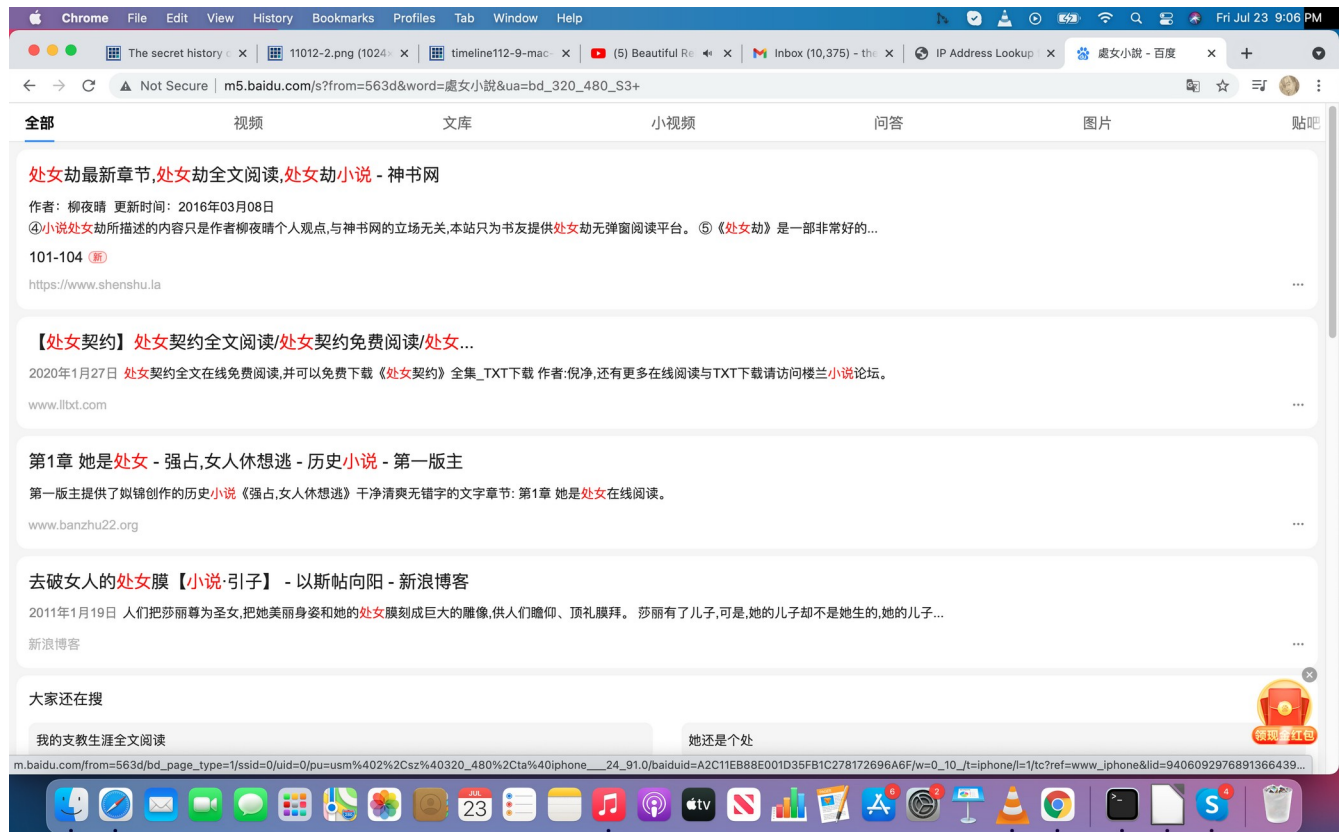 Chrome File Edit View History Bookmarks Profiles Tab Window Help Fri Jul 23 9:06 PM
The secret history 11012-2.png (1024 timeline112-9-mac- (5) Beautiful Re Inbox (10,375) - the IP Address Lookup 處女小說 - 百度
Not Secure m5.baidu.com/s?from=563d&word=處女小說&ua=bd_320_480_S3+
全部 视频 文库 小视频 问答 图片 贴吧
处女劫最新章节,处女劫全文阅读,处女劫小说 - 神书网
作者：柳夜晴 更新时间：2016年03月08日
④小说处女劫所描述的内容只是作者柳夜晴个人观点,与神书网的立场无关,本站只为书友提供处女劫无弹窗阅读平台。 ⑤《处女劫》是一部非常好的...
101-104 新
https://www.shenshu.la
【处女契约】处女契约全文阅读/处女契约免费阅读/处女...
2020年1月27日 处女契约全文在线免费阅读,并可以免费下载《处女契约》全集_TXT下载 作者:倪净,还有更多在线阅读与TXT下载请访问楼兰小说论坛。
www.lltxt.com
第1章 她是处女 - 强占,女人休想逃 - 历史小说 - 第一版主
第一版主提供了姒锦创作的历史小说《强占,女人休想逃》干净清爽无错字的文字章节: 第1章 她是处女在线阅读。
www.banzhu22.org
去破女人的处女膜【小说·引子】 - 以斯帖向阳 - 新浪博客
2011年1月19日 人们把莎丽尊为圣女,把她美丽身姿和她的处女膜刻成巨大的雕像,供人们瞻仰、顶礼膜拜。 莎丽有了儿子,可是,她的儿子却不是她生的,她的儿子...
新浪博客
大家还在搜
领现金红包
我的支教生涯全文阅读 她还是个处
m.baidu.com/from=563d/bd_page_type=1/ssid=0/uid=0/pu=usm%402%2Csz%40320_480%2Cta%40iphone___24_91.0/baiduid=A2C11EB88E001D35FB1C278172696A6F/w=0_10_/t=iphone/l=1/tc?ref=www_iphone&lid=9406092976891366439...
JUL
23
tv